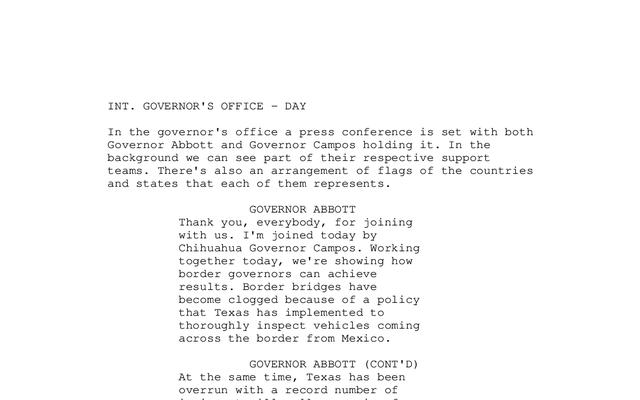 INT. GOVERNOR'S OFFICE - DAY
In the governor's office a press conference is set with both
Governor Abbott and Governor Campos holding it. In the
background we can see part of their respective support
teams. There's also an arrangement of flags of the countries
and states that each of them represents.
GOVERNOR ABBOTT
Thank you, everybody, for joining
with us. I'm joined today by
Chihuahua Governor Campos. Working
together today, we're showing how
border governors can achieve
results. Border bridges have
become clogged because of a policy
that Texas has implemented to
thoroughly inspect vehicles coming
across the border from Mexico.
GOVERNOR ABBOTT (CONT'D)
At the same time, Texas has been
overrun with a record number of